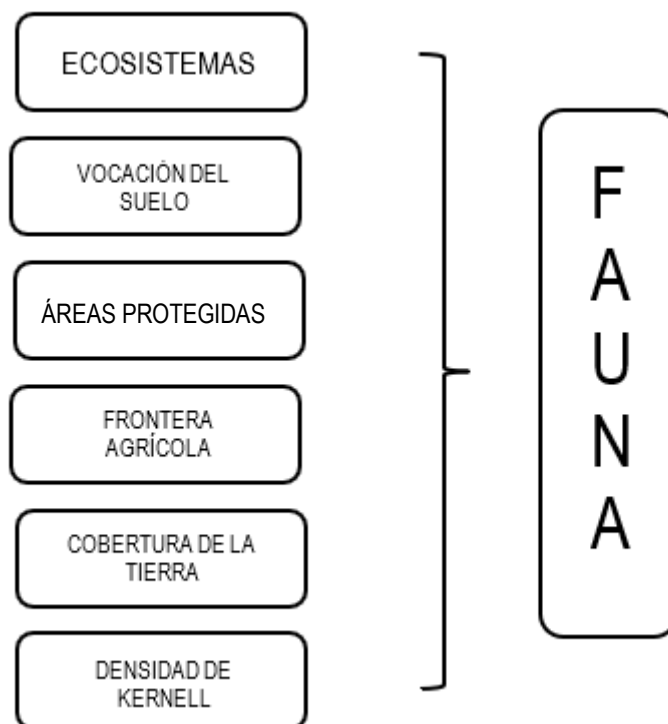 ECOSISTEMAS
VOCACIÓN DEL
SUELO
ÁREAS PROTEGIDAS
FRONTERA
AGRÍCOLA
COBERTURA DE LA
TIERRA
DENSIDAD DE
KERNELL
F
A
U
N
A